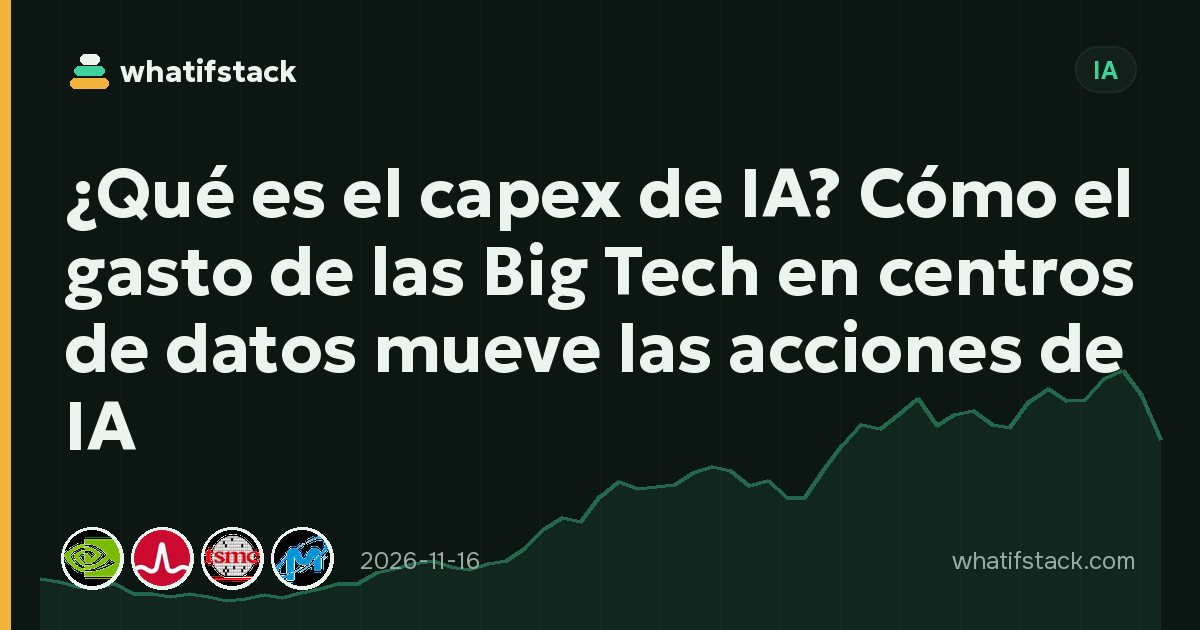 whatifstack
IA
¿Qué es el capex de IA? Cómo el
gasto de las Big Tech en centros
de datos mueve las acciones de
IA
tsmc
2026-11-16
whatifstack.com